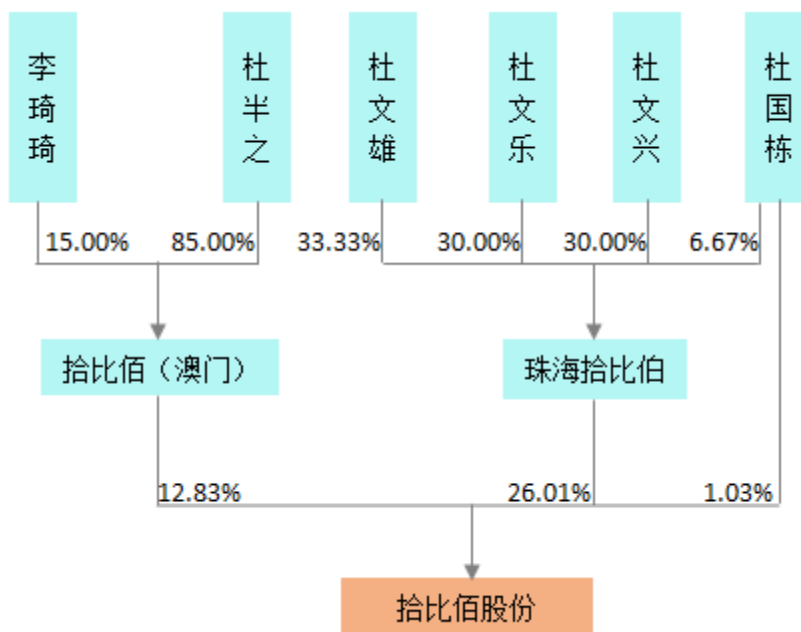 李琦琦
杜半之
杜文雄
杜文乐
杜文兴
杜国栋
15.00%
85.00%
33.33%
30.00%
30.00%
6.67%
拾比佰（澳门）
珠海拾比伯
12.83%
26.01%
1.03%
拾比佰股份